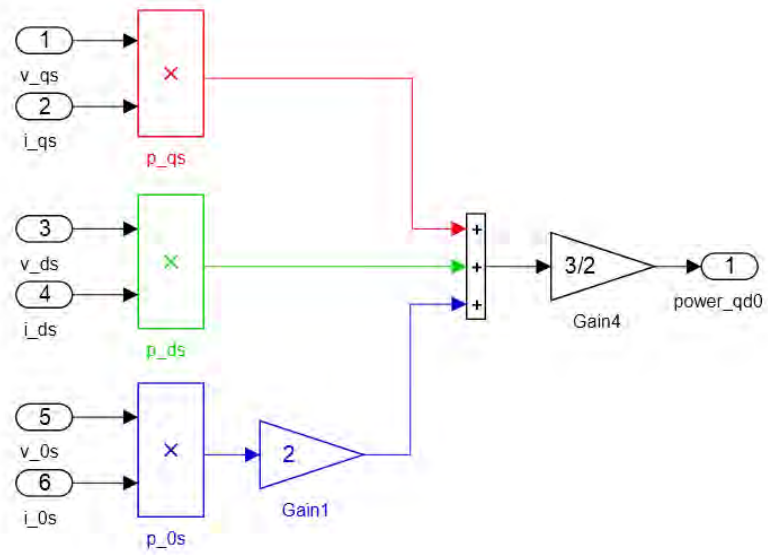 1
v_qs
2
i_qs
×
p_qs
3
v_ds
4
i_ds
×
p_ds
5
v_0s
6
i_0s
×
p_0s
2
Gain1
+
+
+
3/2
Gain4
1
power_qd0